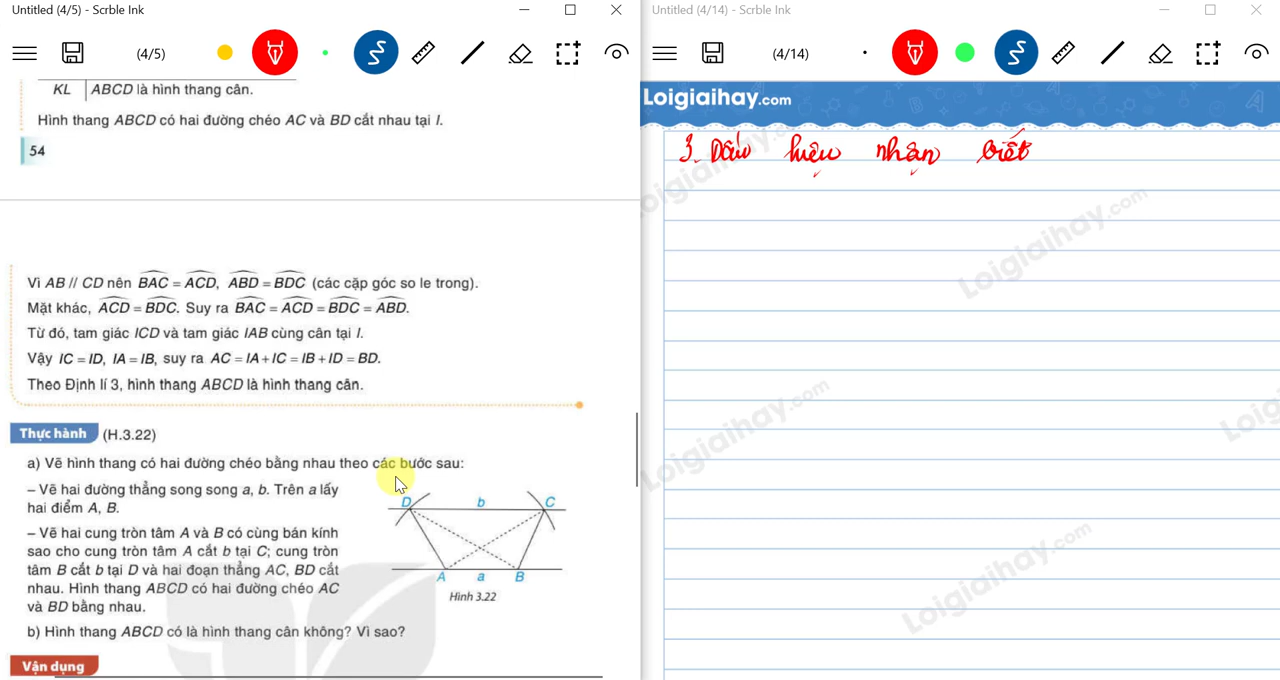 Untitled (4/5) - Scrble Ink
(4/5)
KL ABCD là hình thang cân.
Hình thang ABCD có hai đường chéo AC và BD cắt nhau tại I.
54
Vì AB // CD nên BAC = ACD, ABD = BDC (các cặp góc so le trong).
Mặt khác, ACD = BDC. Suy ra BAC = ACD = BDC = ABD.
Từ đó, tam giác ICD và tam giác IAB cùng cân tại I.
Vậy IC = ID, IA = IB, suy ra AC = IA + IC = IB + ID = BD.
Theo Định lí 3, hình thang ABCD là hình thang cân.
Thực hành (H.3.22)
a) Vẽ hình thang có hai đường chéo bằng nhau theo các bước sau:
– Vẽ hai đường thẳng song song a, b. Trên a lấy
hai điểm A, B.
– Vẽ hai cung tròn tâm A và B có cùng bán kính
sao cho cung tròn tâm A cắt b tại C; cung tròn
tâm B cắt b tại D và hai đoạn thẳng AC, BD cắt
nhau. Hình thang ABCD có hai đường chéo AC
và BD bằng nhau.
D b C
A a B
Hình 3.22
b) Hình thang ABCD có là hình thang cân không? Vì sao?
Vận dụng
Untitled (4/14) - Scrble Ink
(4/14)
Loigiaihay.com
3. Dấu hiệu nhận biết
Loigiaihay.com
Loigiaihay.com
Loigiaihay.com
Loigiaihay.com
Loig